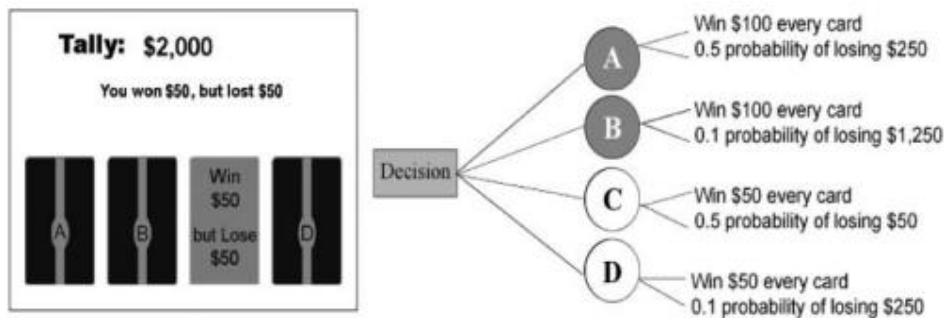 Tally: $2,000
You won $50, but lost $50
A
B
Win
$50
but Lose
$50
D
Decision
A
Win $100 every card
0.5 probability of losing $250
B
Win $100 every card
0.1 probability of losing $1,250
C
Win $50 every card
0.5 probability of losing $50
D
Win $50 every card
0.1 probability of losing $250